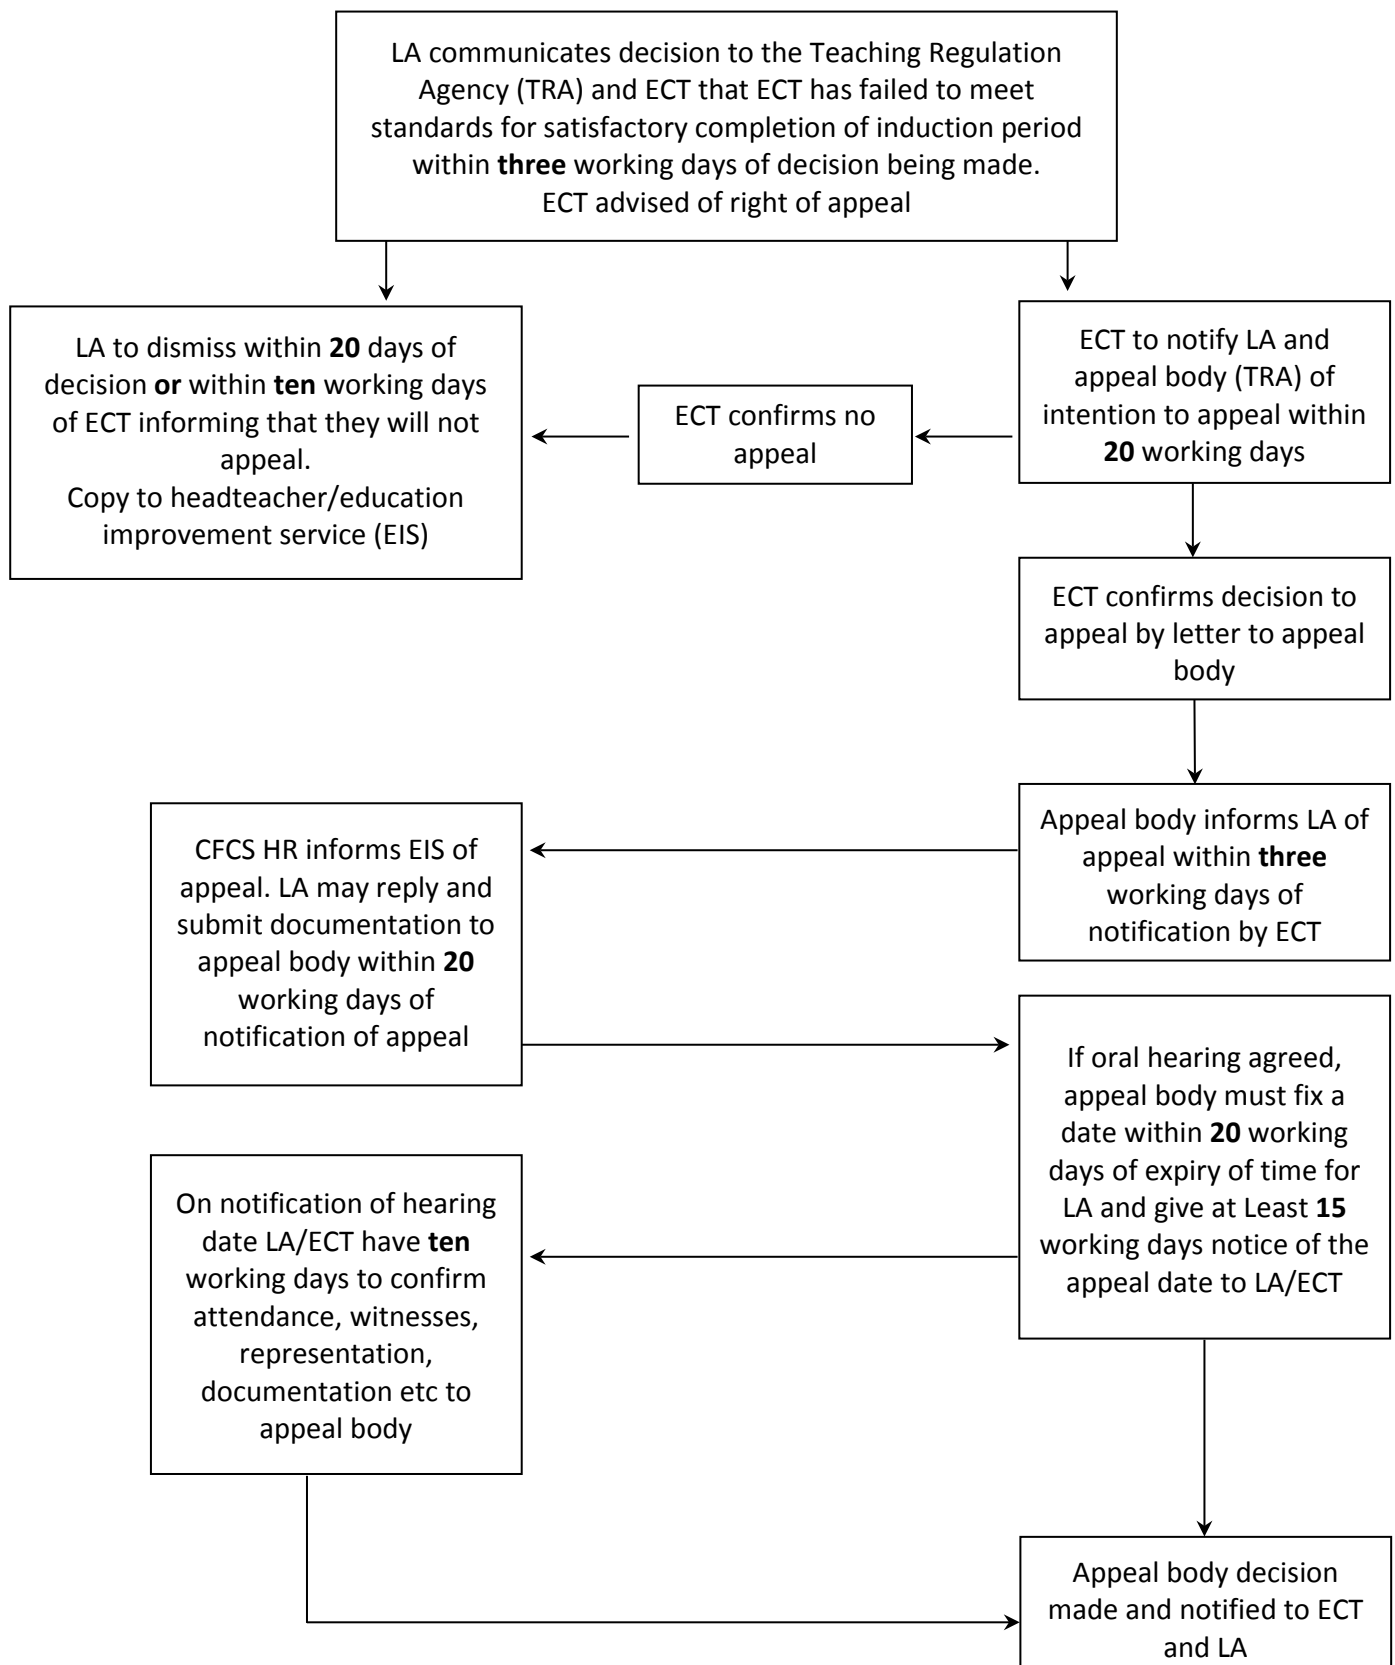 LA communicates decision to the Teaching Regulation
Agency (TRA) and ECT that ECT has failed to meet
standards for satisfactory completion of induction period
within three working days of decision being made.
ECT advised of right of appeal
LA to dismiss within 20 days of
decision or within ten working days
of ECT informing that they will not
appeal.
Copy to headteacher/education
improvement service (EIS)
ECT confirms no
appeal
ECT to notify LA and
appeal body (TRA) of
intention to appeal within
20 working days
ECT confirms decision to
appeal by letter to appeal
body
Appeal body informs LA of
appeal within three
working days of
notification by ECT
CFCS HR informs EIS of
appeal. LA may reply and
submit documentation to
appeal body within 20
working days of
notification of appeal
If oral hearing agreed,
appeal body must fix a
date within 20 working
days of expiry of time for
LA and give at Least 15
working days notice of the
appeal date to LA/ECT
On notification of hearing
date LA/ECT have ten
working days to confirm
attendance, witnesses,
representation,
documentation etc to
appeal body
Appeal body decision
made and notified to ECT
and LA